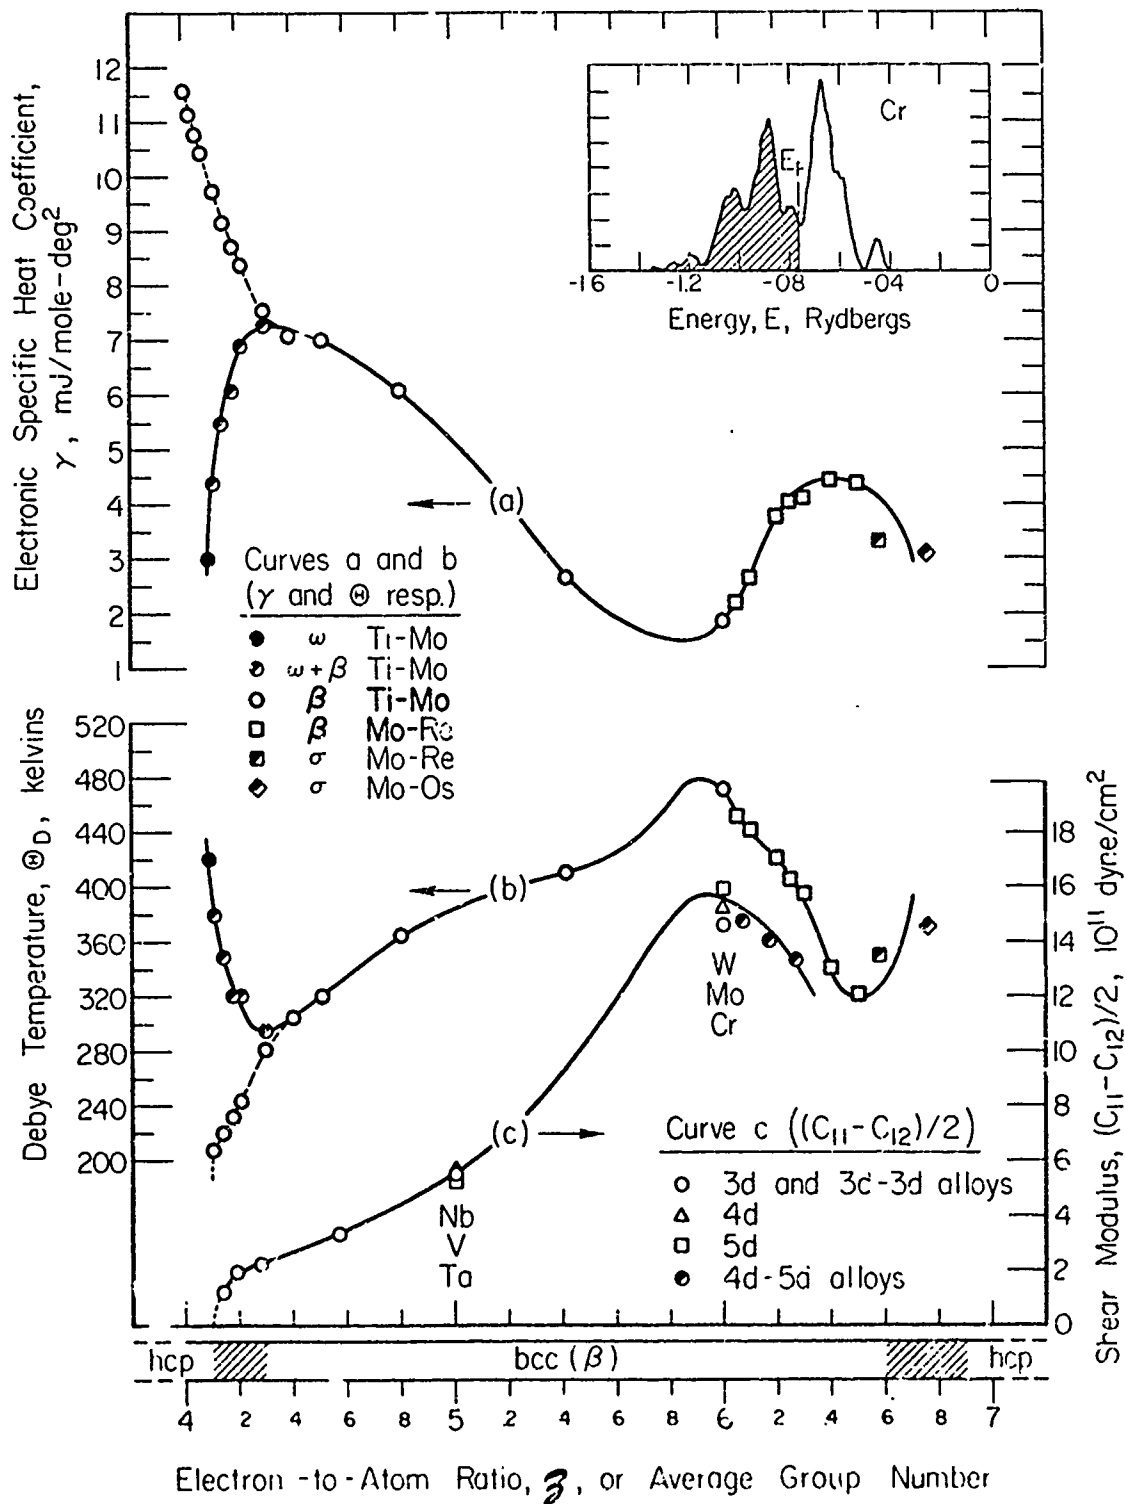 Electronic Specific Heat Coefficient,
γ, mJ/mole-deg²
12
11
10
9
8
7
6
5
4
3
2
1
Cr
E_f
-1.6
-1.2
-0.8
-0.4
0
Energy, E, Rydbergs
(a)
Curves a and b
(γ and Θ resp.)
ω Ti-Mo
ω+β Ti-Mo
β Ti-Mo
β Mo-Re
σ Mo-Re
σ Mo-Os
Debye Temperature, Θ_D, kelvins
520
480
440
400
360
320
280
240
200
(b)
(c)
W
Mo
Cr
Nb
V
Ta
Curve c ((C₁₁-C₁₂)/2)
3d and 3d-3d alloys
4d
5d
4d-5d alloys
Shear Modulus, (C₁₁-C₁₂)/2, 10¹¹ dyne/cm²
18
16
14
12
10
8
6
4
2
0
hcp bcc (β) hcp
4 .2 .4 .6 .8 5 .2 .4 .6 .8 6 .2 .4 .6 .8 7
Electron-to-Atom Ratio, ʒ, or Average Group Number